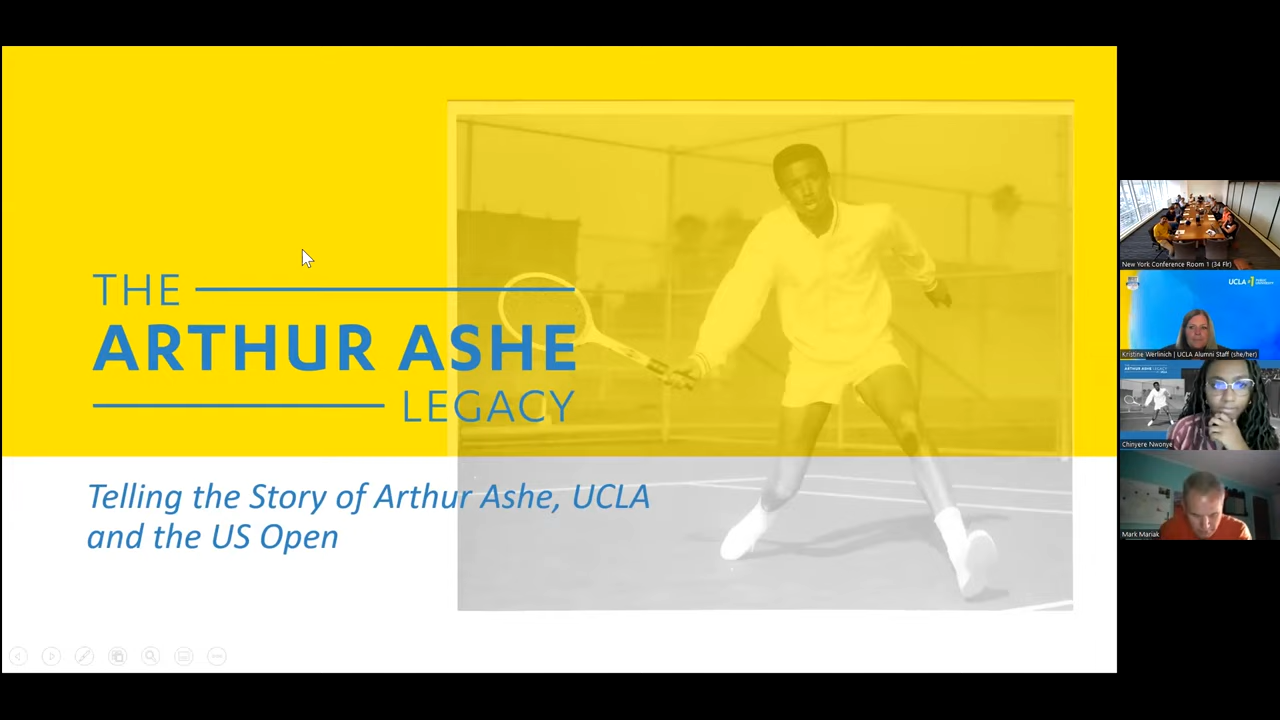 THE
ARTHUR ASHE
LEGACY
Telling the Story of Arthur Ashe, UCLA
and the US Open
New York Conference Room 1 (34 Flr)
UCLA
Kristine Werlinich | UCLA Alumni Staff (she/her)
Chinyere Nwonye
Mark Mariak